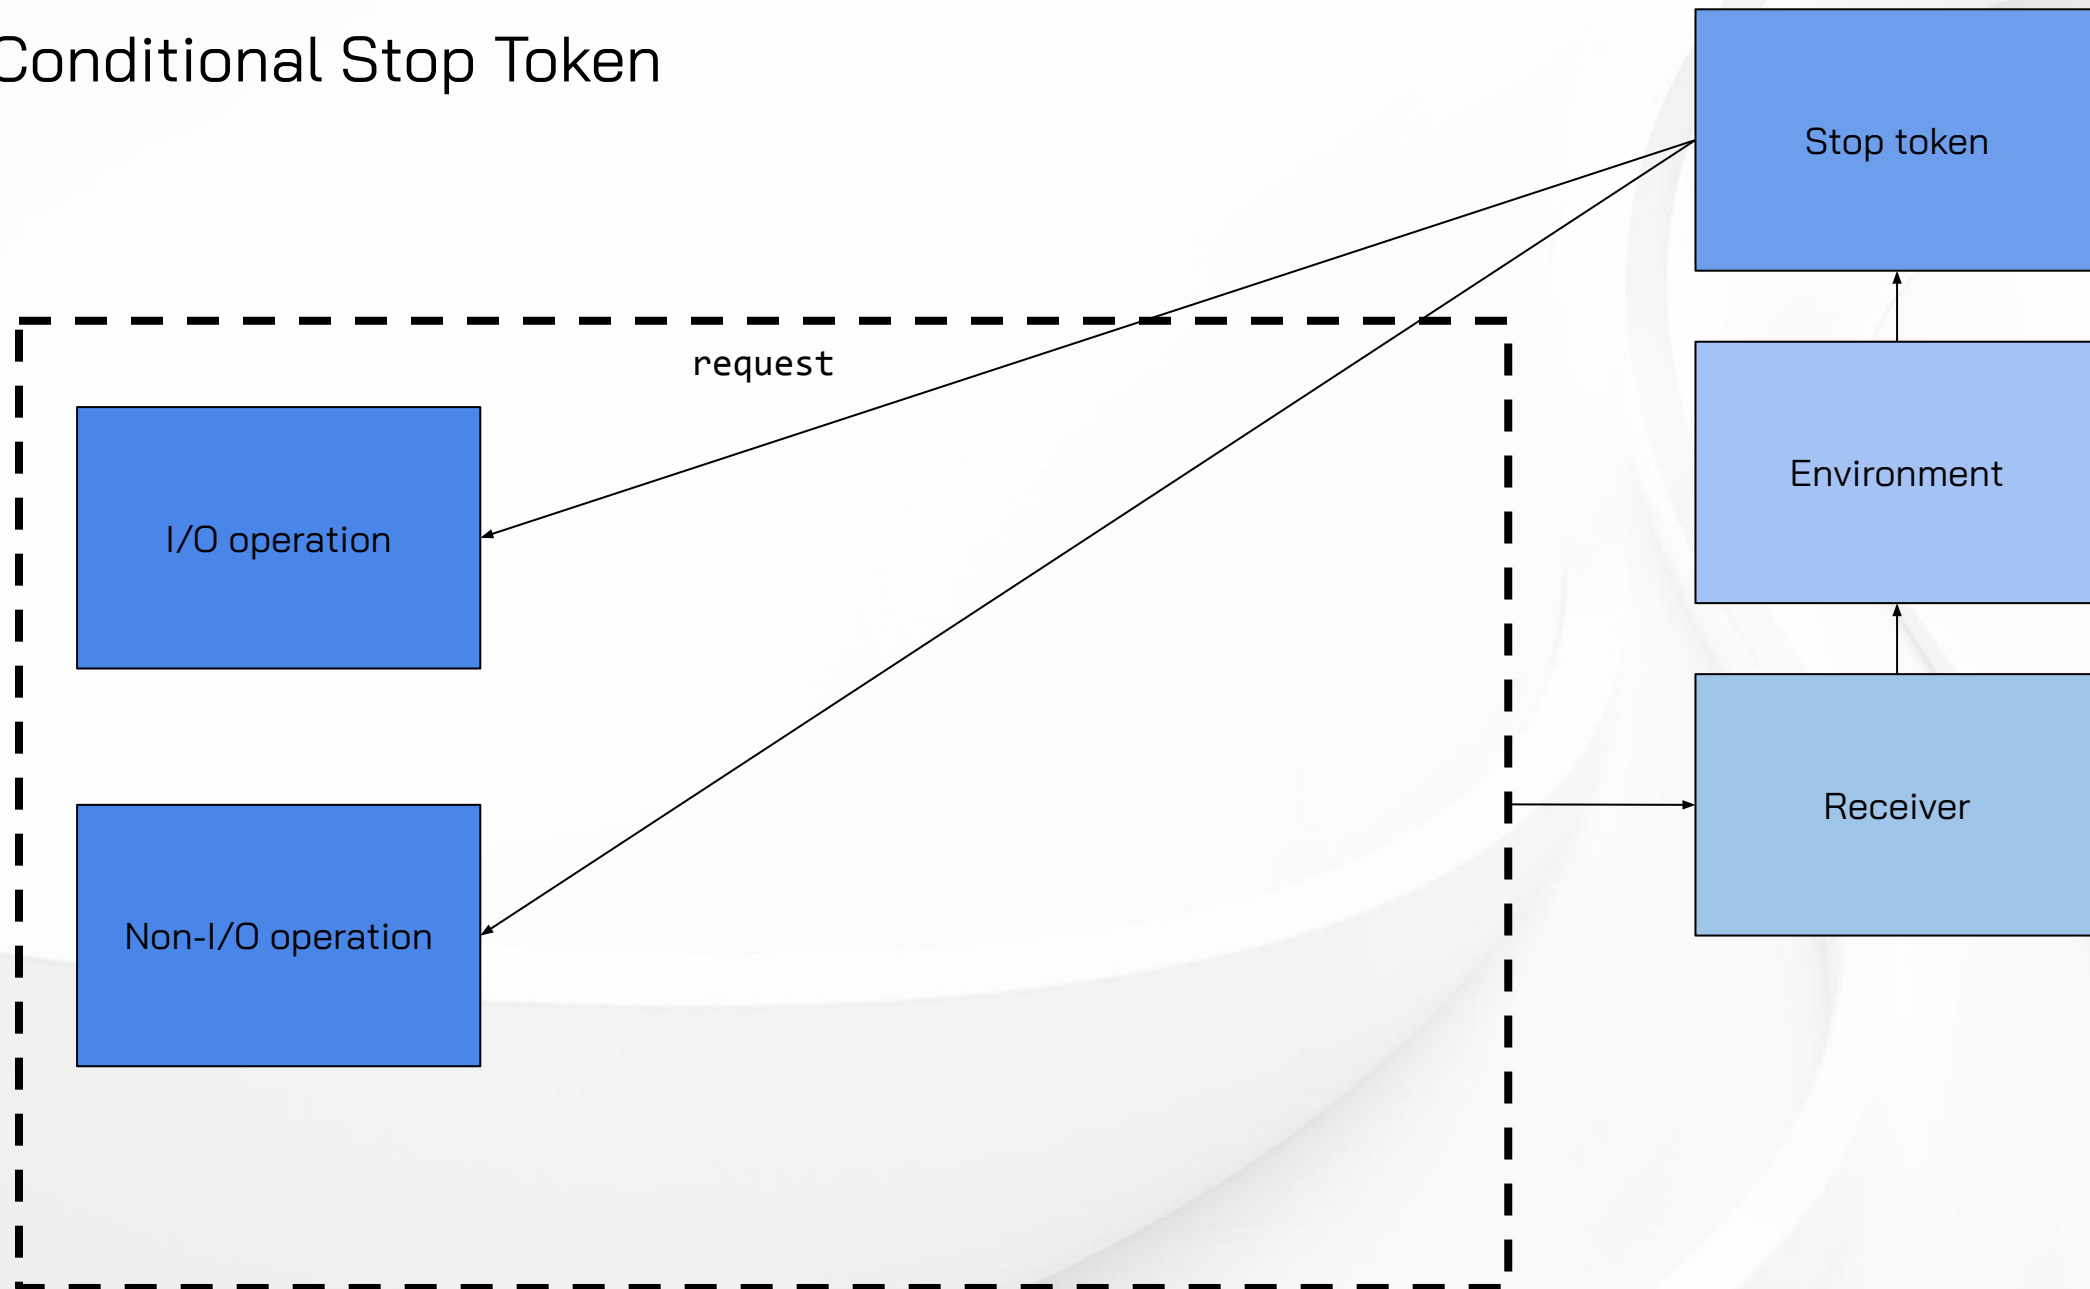 Conditional Stop Token
Stop token
request
Environment
I/O operation
Receiver
Non-I/O operation